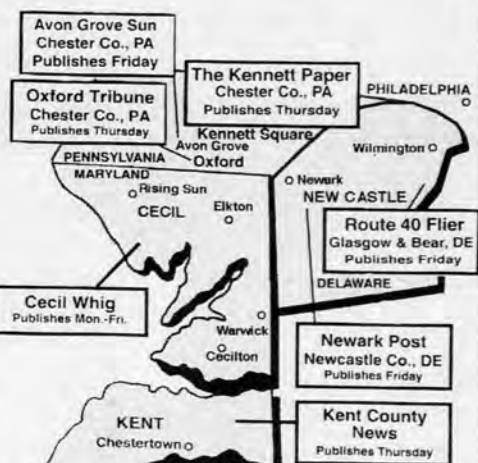 Avon Grove Sun
Chester Co., PA
Publishes Friday
The Kennett Paper
Chester Co., PA
Publishes Thursday
PHILADELPHIA
Oxford Tribune
Chester Co., PA
Publishes Thursday
Kennett Square
Avon Grove
Oxford
Wilmington
PENNSYLVANIA
MARYLAND
Rising Sun
Newark
CECIL
Elkton
NEW CASTLE
Route 40 Flier
Glasgow & Bear, DE
Publishes Friday
DELAWARE
Cecil Whig
Publishes Mon.-Fri.
Warwick
Cecilton
Newark Post
Newcastle Co., DE
Publishes Friday
KENT
Chestertown
Kent County
News
Publishes Thursday